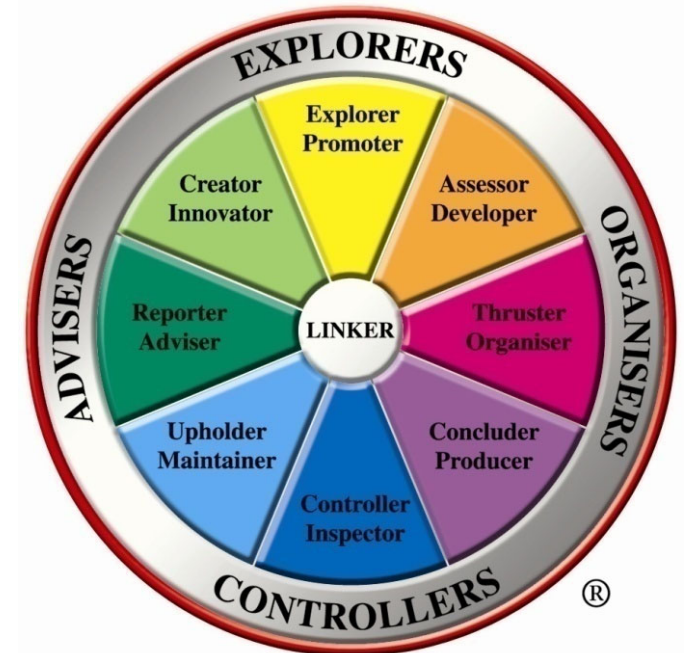 EXPLORERS
Explorer
Promoter
Creator
Innovator
Assessor
Developer
ADVISERS
Reporter
Adviser
LINKER
Thruster
Organiser
ORGANISERS
Upholder
Maintainer
Concluder
Producer
Controller
Inspector
CONTROLLERS
®